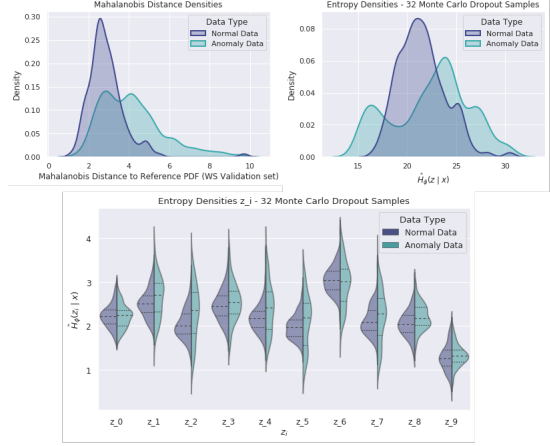 Mahalanobis Distance Densities
0.30
0.25
0.20
0.15
0.10
0.05
0.00
Density
Data Type
Normal Data
Anomaly Data
0 2 4 6 8 10
Mahalanobis Distance to Reference PDF (WS Validation set)
Entropy Densities - 32 Monte Carlo Dropout Samples
0.08
0.06
0.04
0.02
0.00
Density
Data Type
Normal Data
Anomaly Data
15 20 25 30
Ĥϕ(z | x)
Entropy Densities z_i - 32 Monte Carlo Dropout Samples
Data Type
Normal Data
Anomaly Data
4
3
2
1
Ĥϕ(zᵢ | x)
z_0 z_1 z_2 z_3 z_4 z_5 z_6 z_7 z_8 z_9
zᵢ